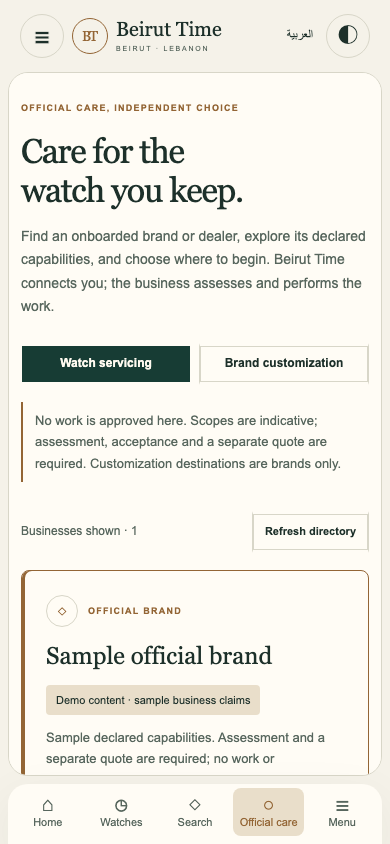 BT
Beirut Time
BEIRUT · LEBANON
العربية
OFFICIAL CARE, INDEPENDENT CHOICE
Care for the
watch you keep.
Find an onboarded brand or dealer, explore its declared
capabilities, and choose where to begin. Beirut Time
connects you; the business assesses and performs the
work.
Watch servicing
Brand customization
No work is approved here. Scopes are indicative;
assessment, acceptance and a separate quote are
required. Customization destinations are brands only.
Businesses shown · 1
Refresh directory
OFFICIAL BRAND
Sample official brand
Demo content · sample business claims
Sample declared capabilities. Assessment and a
separate quote are required; no work or
Home
Watches
Search
Official care
Menu